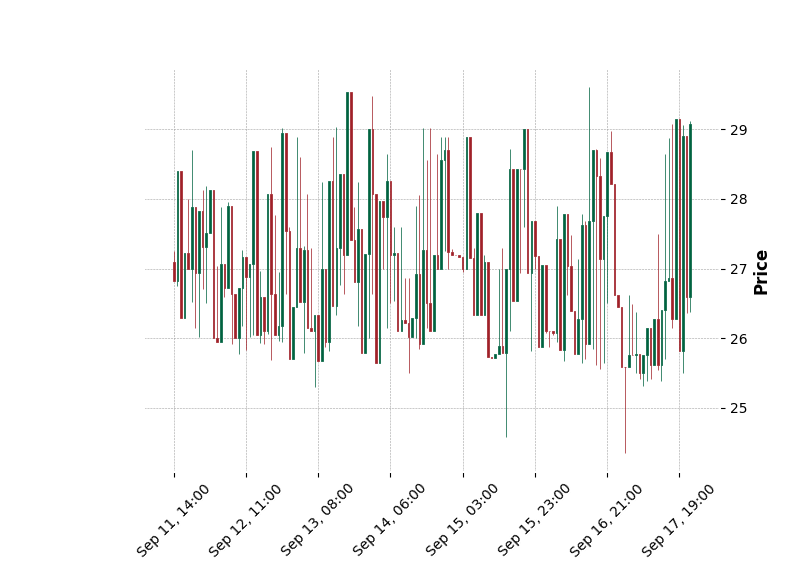 29
28
27
26
25
Price
Sep 11, 14:00
Sep 12, 11:00
Sep 13, 08:00
Sep 14, 06:00
Sep 15, 03:00
Sep 15, 23:00
Sep 16, 21:00
Sep 17, 19:00